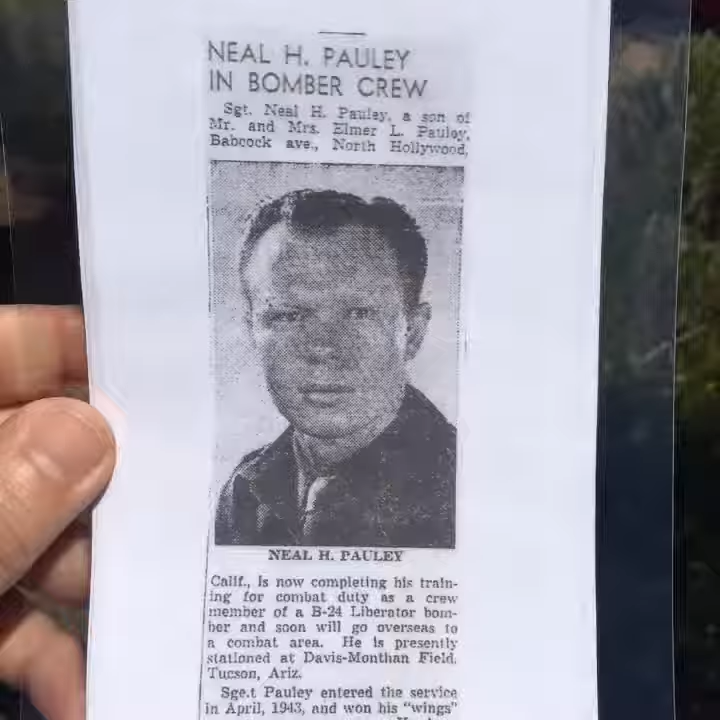 NEAL H. PAULEY
IN BOMBER CREW
Sgt. Neal H. Pauley, a son of
Mr. and Mrs. Elmer L. Pauley,
Babcock ave., North Hollywood,
NEAL H. PAULEY
Calif., is now completing his train-
ing for combat duty as a crew
member of a B-24 Liberator bom-
ber and soon will go overseas to
a combat area. He is presently
stationed at Davis-Monthan Field,
Tucson, Ariz.
Sge.t Pauley entered the service
in April, 1943, and won his "wings"